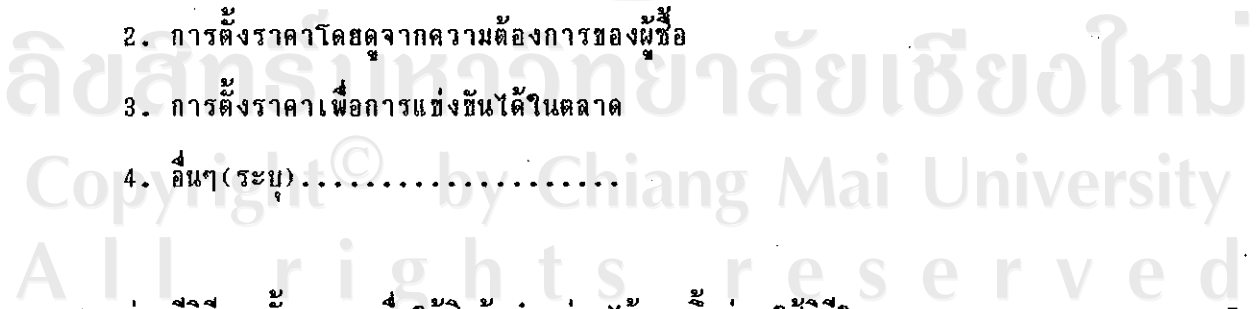 2. การตั้งราคาโดยดูจากความต้องการของผู้ซื้อ
3. การตั้งราคาเพื่อการแข่งขันได้ในตลาด
4. อื่นๆ(ระบุ).....................
ลิขสิทธิ์มหาวิทยาลัยเชียงใหม่
Copyright© by Chiang Mai University
All rights reserved